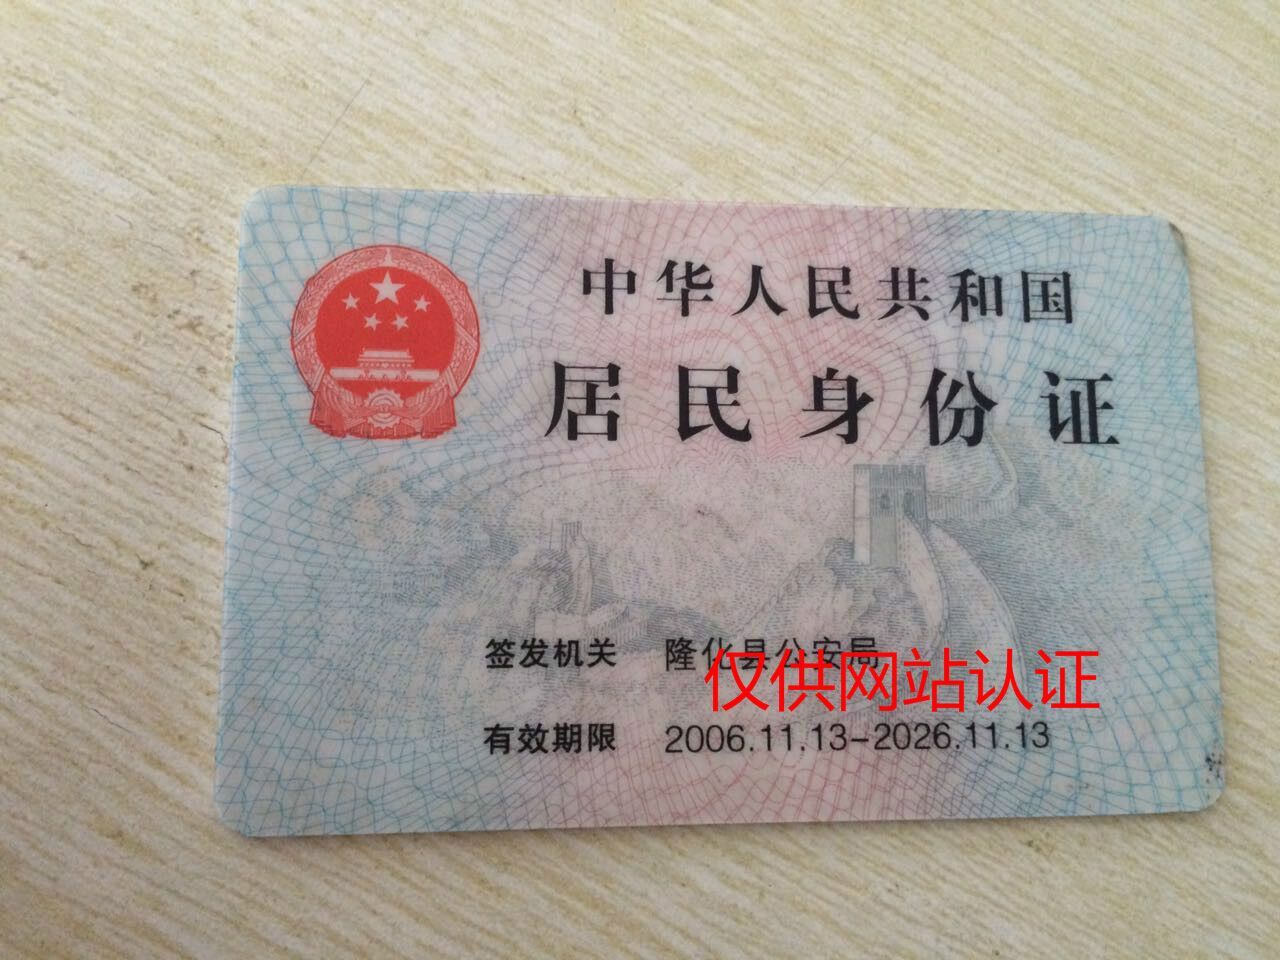 中华人民共和国
居民身份证
签发机关 隆化县公安局
仅供网站认证
有效期限 2006.11.13-2026.11.13